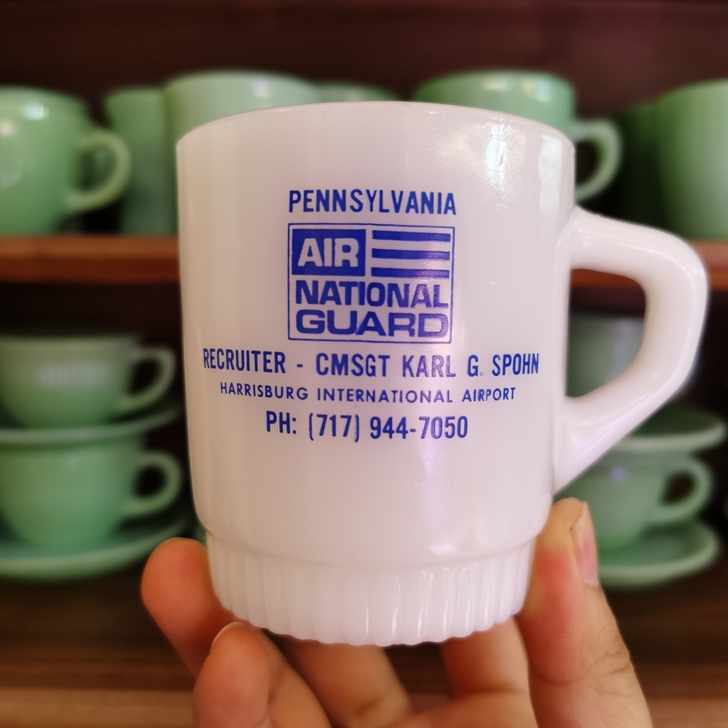 PENNSYLVANIA
AIR
NATIONAL
GUARD
RECRUITER - CMSGT KARL G. SPOHN
HARRISBURG INTERNATIONAL AIRPORT
PH: (717) 944-7050